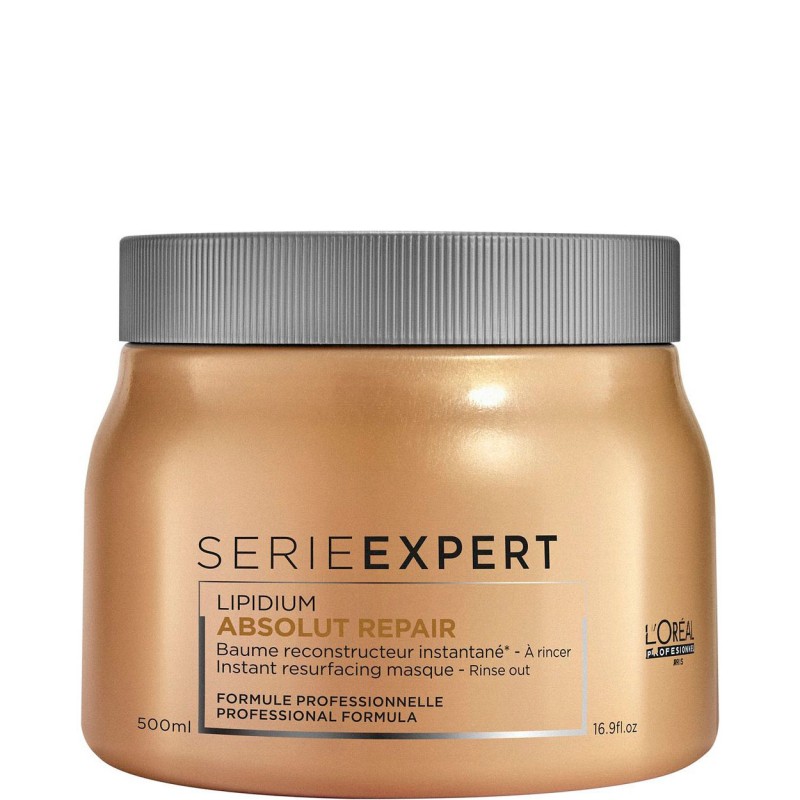 SERIEEXPERT
LIPIDIUM
ABSOLUT REPAIR
Baume reconstructeur instantané* - À rincer
Instant resurfacing masque - Rinse out
FORMULE PROFESSIONNELLE
PROFESSIONAL FORMULA
500ml
16.9fl.oz
L'ORÉAL
PROFESIONNEL